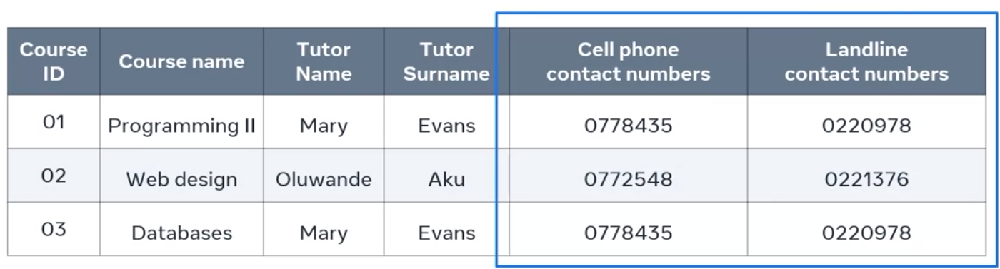 Course ID | Course name | Tutor Name | Tutor Surname | Cell phone contact numbers | Landline contact numbers
01 | Programming II | Mary | Evans | 0778435 | 0220978
02 | Web design | Oluwande | Aku | 0772548 | 0221376
03 | Databases | Mary | Evans | 0778435 | 0220978